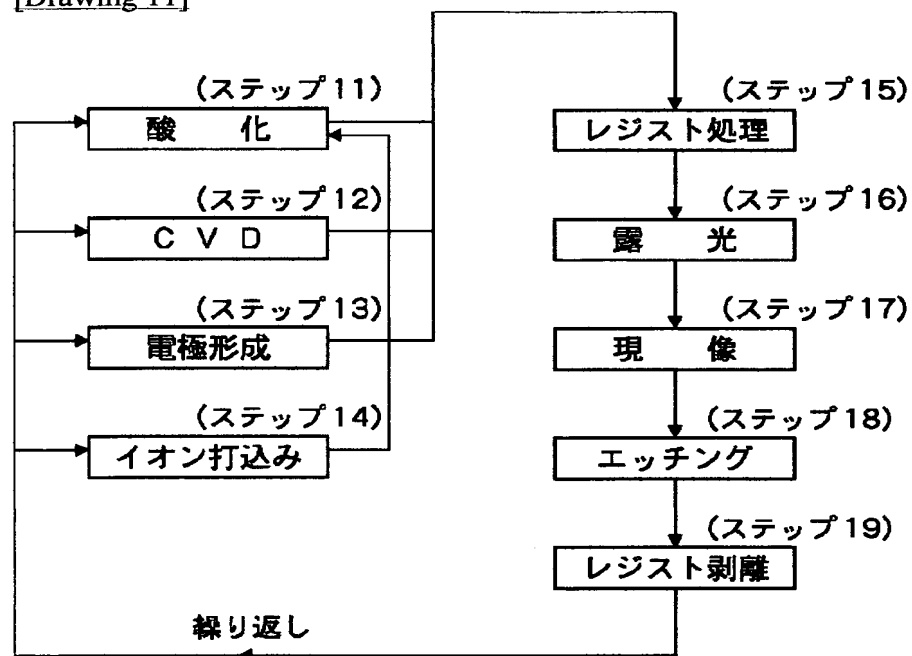 [Drawing 11]
(ステップ11)
酸 化
(ステップ12)
C V D
(ステップ13)
電極形成
(ステップ14)
イオン打込み
(ステップ15)
レジスト処理
(ステップ16)
露 光
(ステップ17)
現 像
(ステップ18)
エッチング
(ステップ19)
レジスト剥離
繰り返し